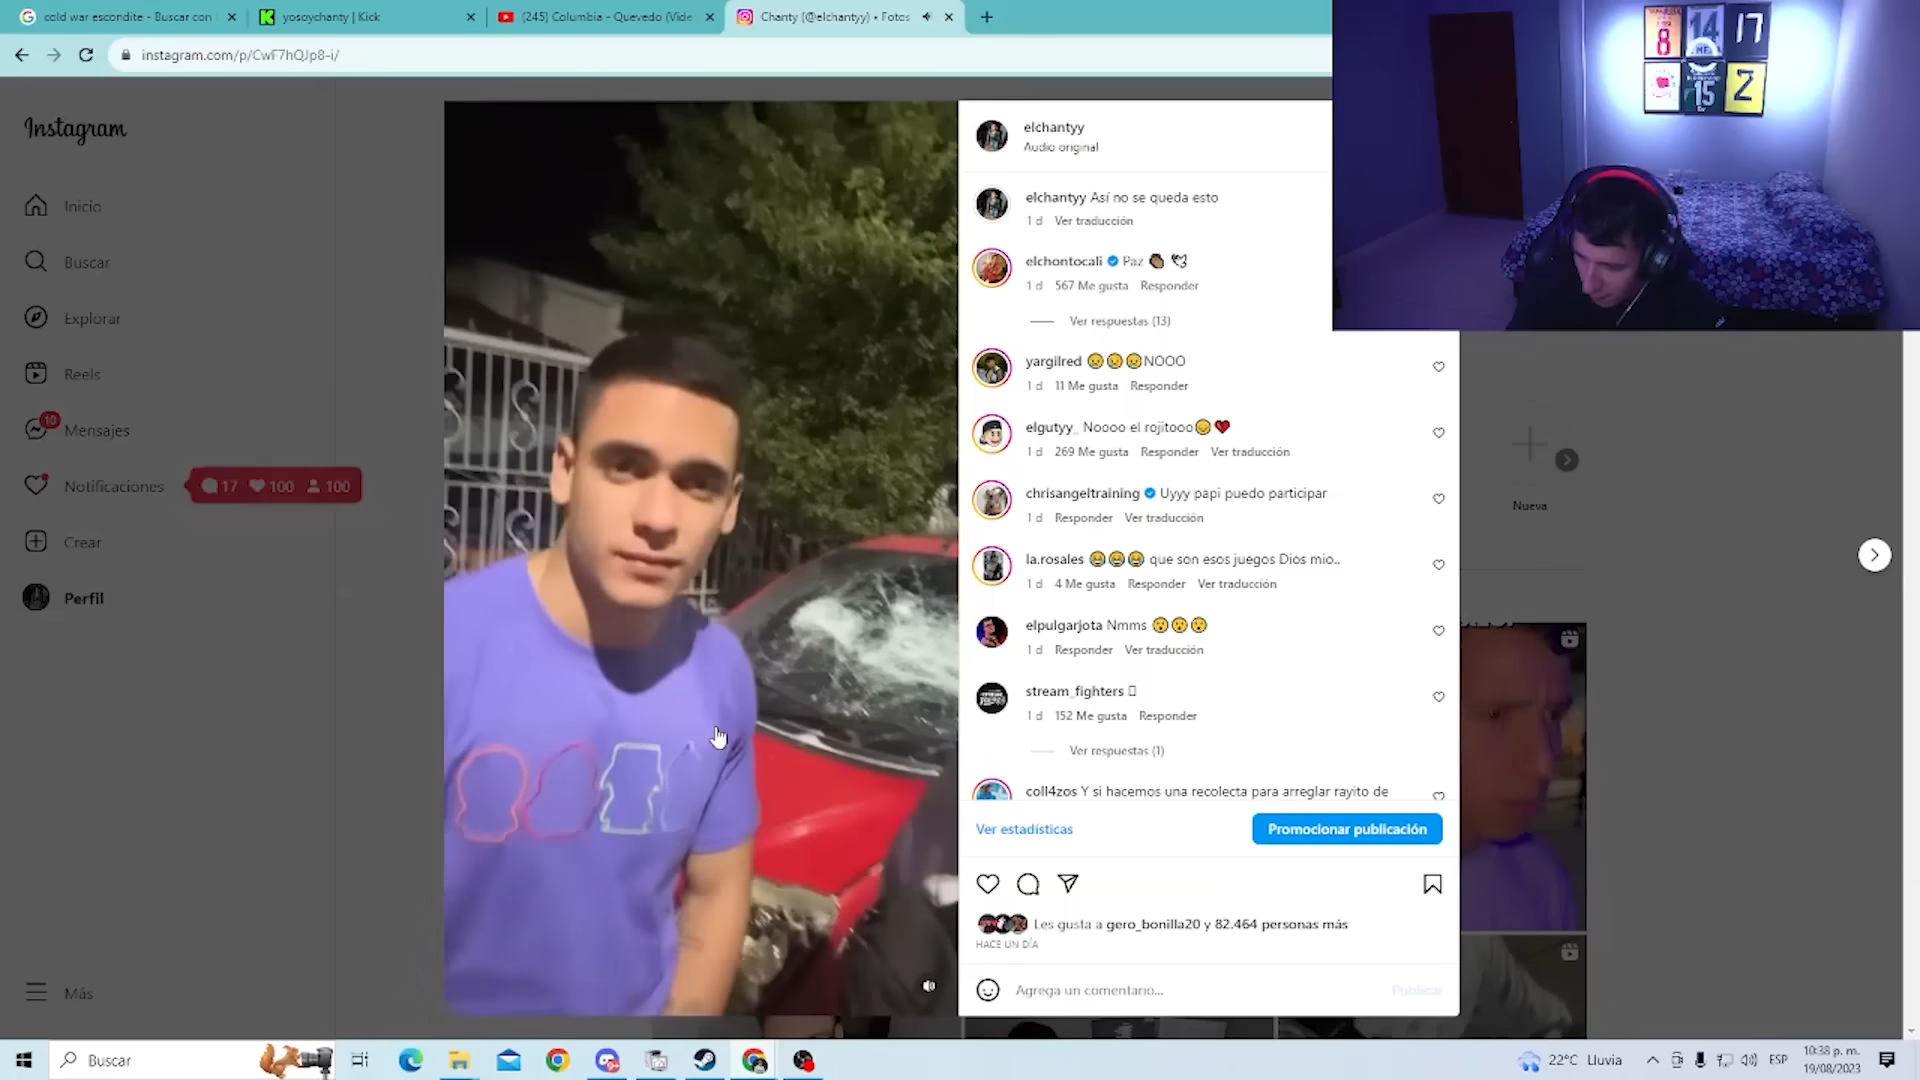 cold war escondite - Buscar con
yosoychanty | Kick
(245) Columbia - Quevedo (Vide
Chanty (@elchantyy) • Fotos
instagram.com/p/CwF7hQJp8-i/
8
14
17
15
2
Instagram
Inicio
Buscar
Explorar
Reels
10
Mensajes
Notificaciones
17 100 100
Crear
Perfil
Más
elchantyy
Audio original
elchantyy Así no se queda esto
1 d Ver traducción
elchontocali Paz 👏🏾 🕊
1 d 567 Me gusta Responder
Ver respuestas (13)
yargilred 😢😢😢NOOO
1 d 11 Me gusta Responder
elgutyy_ Noooo el rojitooo😞💔
1 d 269 Me gusta Responder Ver traducción
chrisangeltraining Uyyy papi puedo participar
1 d Responder Ver traducción
la.rosales 😂😂😂 que son esos juegos Dios mio..
1 d 4 Me gusta Responder Ver traducción
elpulgarjota Nmms 😯😯😯
1 d Responder Ver traducción
stream_fighters
1 d 152 Me gusta Responder
Ver respuestas (1)
coll4zos Y si hacemos una recolecta para arreglar rayito de
Ver estadísticas
Promocionar publicación
Les gusta a gero_bonilla20 y 82.464 personas más
HACE UN DÍA
Agrega un comentario...
Publicar
Nueva
Buscar
22°C Lluvia
ESP
10:38 p. m.
19/08/2023